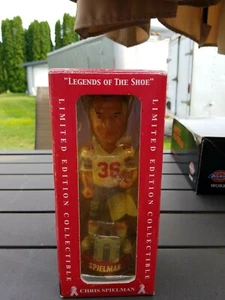 "LEGENDS OF THE SHOE"
LIMITED EDITION COLLECTIBLE
36
LIMITED EDITION COLLECTIBLE
SPIELMAN
CHRIS SPIELMAN